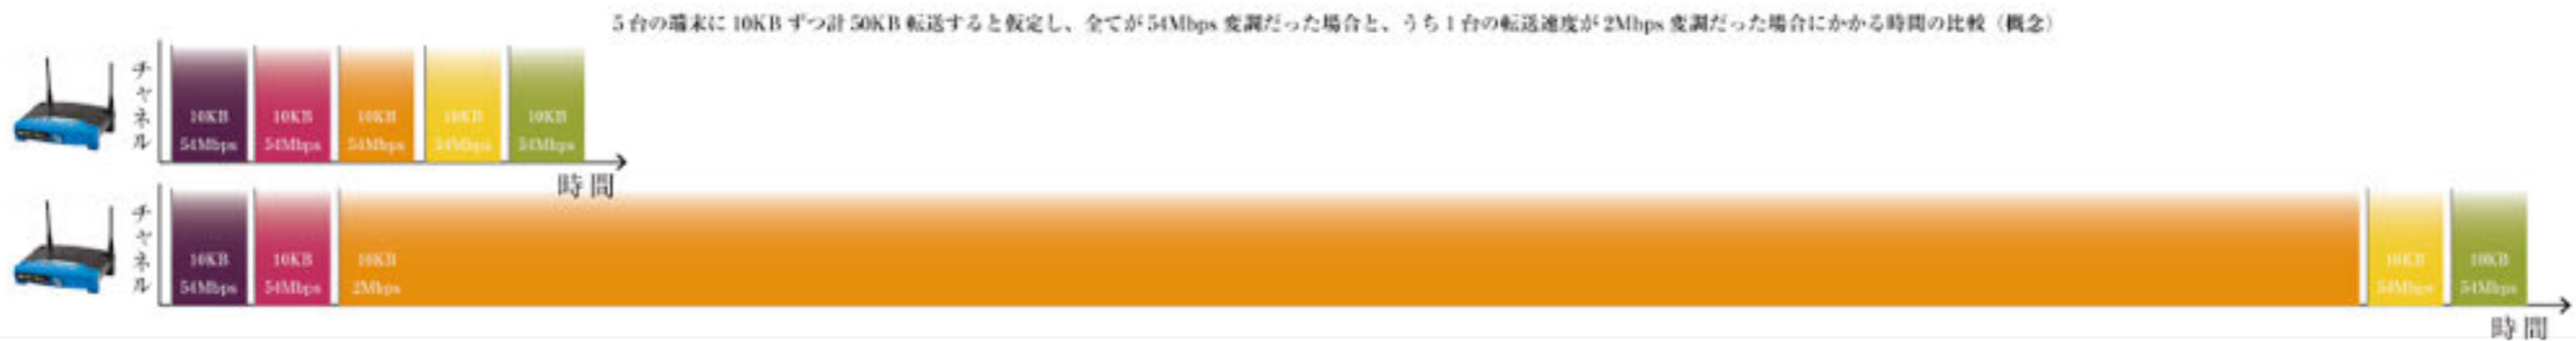 5台の端末に10KBずつ計50KB転送すると仮定し、全てが54Mbps変調だった場合と、うち1台の転送速度が2Mbps変調だった場合にかかる時間の比較（概念）
チャネル
10KB 10KB 10KB 10KB 10KB
54Mbps 54Mbps 54Mbps 54Mbps 54Mbps
時間
チャネル
10KB 10KB 10KB 10KB 10KB
54Mbps 54Mbps 2Mbps 54Mbps 54Mbps
時間